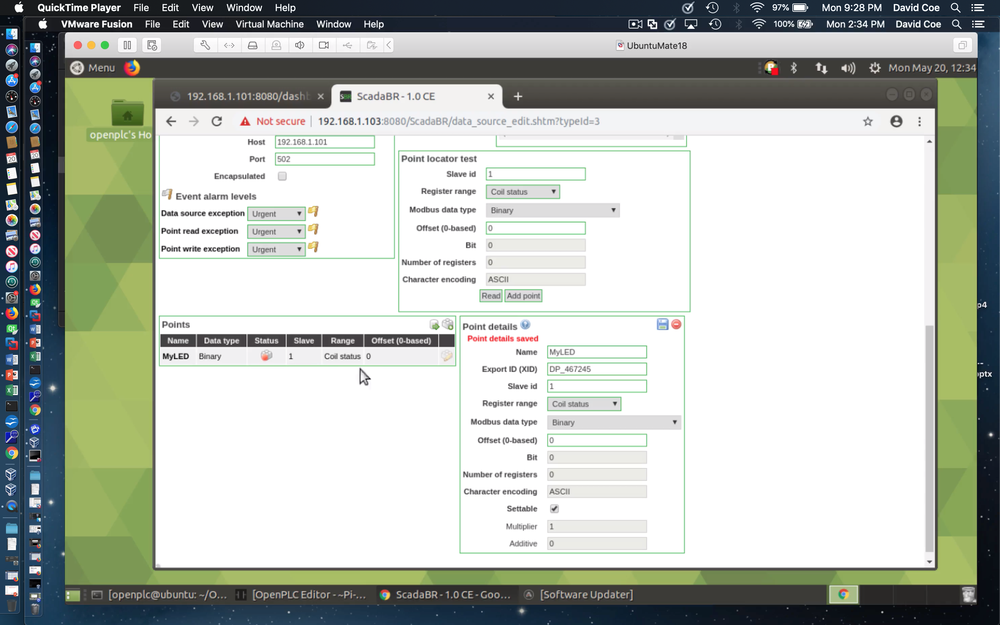 QuickTime Player File Edit View Window Help 97% Mon 9:28 PM David Coe
VMware Fusion File Edit View Virtual Machine Window Help 100% Mon 2:34 PM David Coe
UbuntuMate18
Menu Mon May 20, 12:34
192.168.1.101:8080/dashb ScadaBR - 1.0 CE
Not secure 192.168.1.103:8080/ScadaBR/data_source_edit.shtm?typeId=3
openplc's Ho
Host 192.168.1.101
Port 502
Encapsulated
Event alarm levels
Data source exception Urgent
Point read exception Urgent
Point write exception Urgent
Point locator test
Slave id 1
Register range Coil status
Modbus data type Binary
Offset (0-based) 0
Bit 0
Number of registers 0
Character encoding ASCII
Read Add point
Points
Name Data type Status Slave Range Offset (0-based)
MyLED Binary 1 Coil status 0
Point details
Point details saved
Name MyLED
Export ID (XID) DP_467245
Slave id 1
Register range Coil status
Modbus data type Binary
Offset (0-based) 0
Bit 0
Number of registers 0
Character encoding ASCII
Settable
Multiplier 1
Additive 0
p4
pptx
[openplc@ubuntu: ~/O... [OpenPLC Editor - ~Pi-... ScadaBR - 1.0 CE - Goo... [Software Updater]